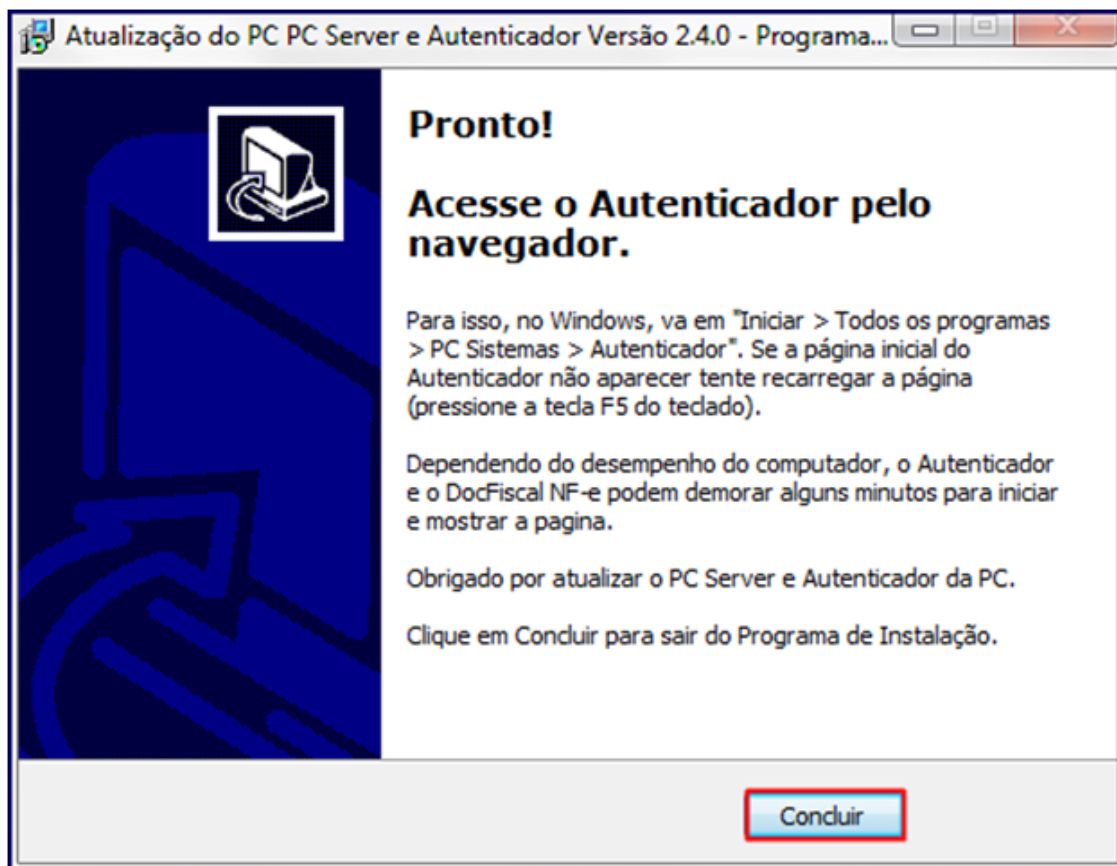 Atualização do PC PC Server e Autenticador Versão 2.4.0 - Programa...
Pronto!
Acesse o Autenticador pelo
navegador.
Para isso, no Windows, va em "Iniciar > Todos os programas
> PC Sistemas > Autenticador". Se a página inicial do
Autenticador não aparecer tente recarregar a página
(pressione a tecla F5 do teclado).
Dependendo do desempenho do computador, o Autenticador
e o DocFiscal NF-e podem demorar alguns minutos para iniciar
e mostrar a pagina.
Obrigado por atualizar o PC Server e Autenticador da PC.
Clique em Concluir para sair do Programa de Instalação.
Concluir